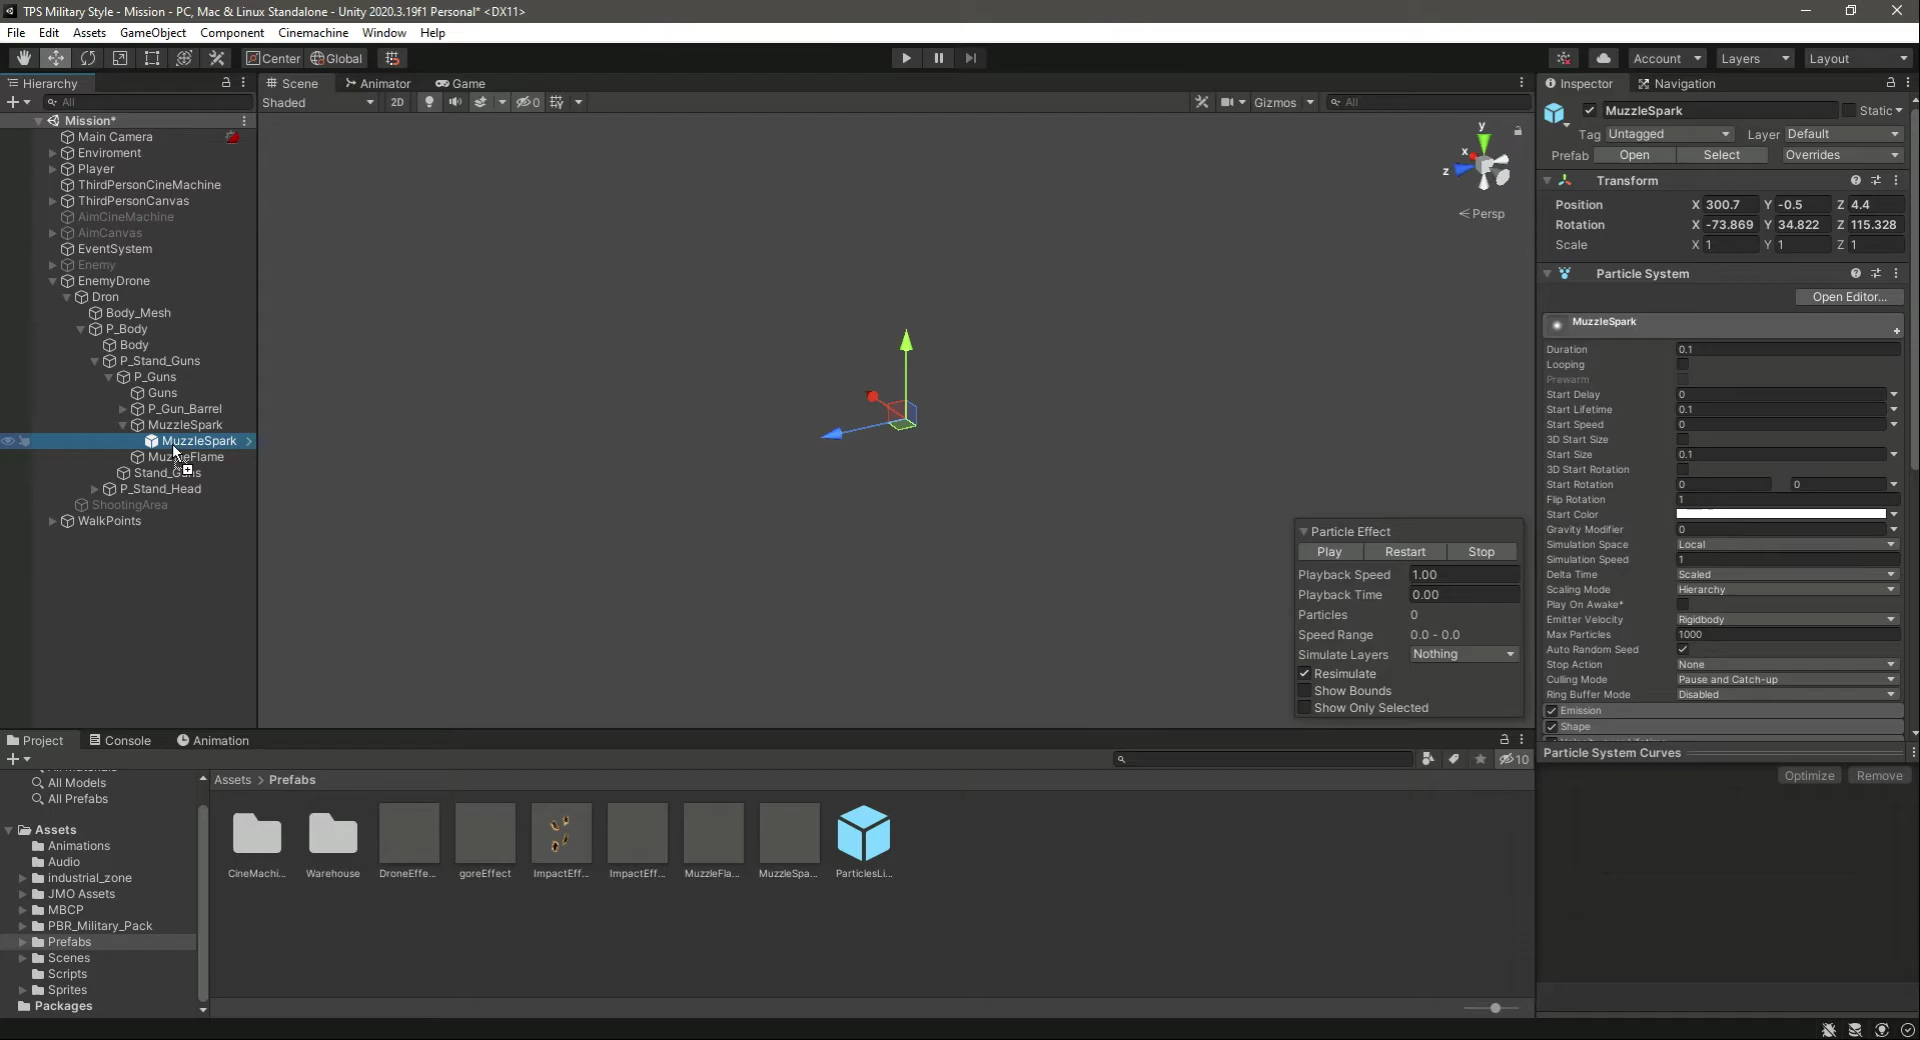 TPS Military Style - Mission - PC, Mac & Linux Standalone - Unity 2020.3.19f1 Personal* <DX11>
File Edit Assets GameObject Component Cinemachine Window Help
Center Global Account Layers Layout
Hierarchy
All
Mission*
Main Camera
Enviroment
Player
ThirdPersonCineMachine
ThirdPersonCanvas
AimCineMachine
AimCanvas
EventSystem
Enemy
EnemyDrone
Dron
Body_Mesh
P_Body
Body
P_Stand_Guns
P_Guns
Guns
P_Gun_Barrel
MuzzleSpark
MuzzleSpark
MuzzleFlame
Stand_Guns
P_Stand_Head
ShootingArea
WalkPoints
Scene Animator Game
Shaded 2D 0 Gizmos All
y
x
z
Persp
Particle Effect
Play Restart Stop
Playback Speed 1.00
Playback Time 0.00
Particles 0
Speed Range 0.0 - 0.0
Simulate Layers Nothing
Resimulate
Show Bounds
Show Only Selected
Inspector Navigation
MuzzleSpark Static
Tag Untagged Layer Default
Prefab Open Select Overrides
Transform
Position X 300.7 Y -0.5 Z 4.4
Rotation X -73.869 Y 34.822 Z 115.328
Scale X 1 Y 1 Z 1
Particle System
Open Editor...
MuzzleSpark
Duration 0.1
Looping
Prewarm
Start Delay 0
Start Lifetime 0.1
Start Speed 0
3D Start Size
Start Size 0.1
3D Start Rotation
Start Rotation 0 0
Flip Rotation 1
Start Color
Gravity Modifier 0
Simulation Space Local
Simulation Speed 1
Delta Time Scaled
Scaling Mode Hierarchy
Play On Awake*
Emitter Velocity Rigidbody
Max Particles 1000
Auto Random Seed
Stop Action None
Culling Mode Pause and Catch-up
Ring Buffer Mode Disabled
Emission
Shape
Particle System Curves
Optimize Remove
Project Console Animation
10
All Models
All Prefabs
Assets
Animations
Audio
industrial_zone
JMO Assets
MBCP
PBR_Military_Pack
Prefabs
Scenes
Scripts
Sprites
Packages
Assets > Prefabs
CineMachi... Warehouse DroneEffe... goreEffect ImpactEff... ImpactEff... MuzzleFla... MuzzleSpa... ParticlesLi...